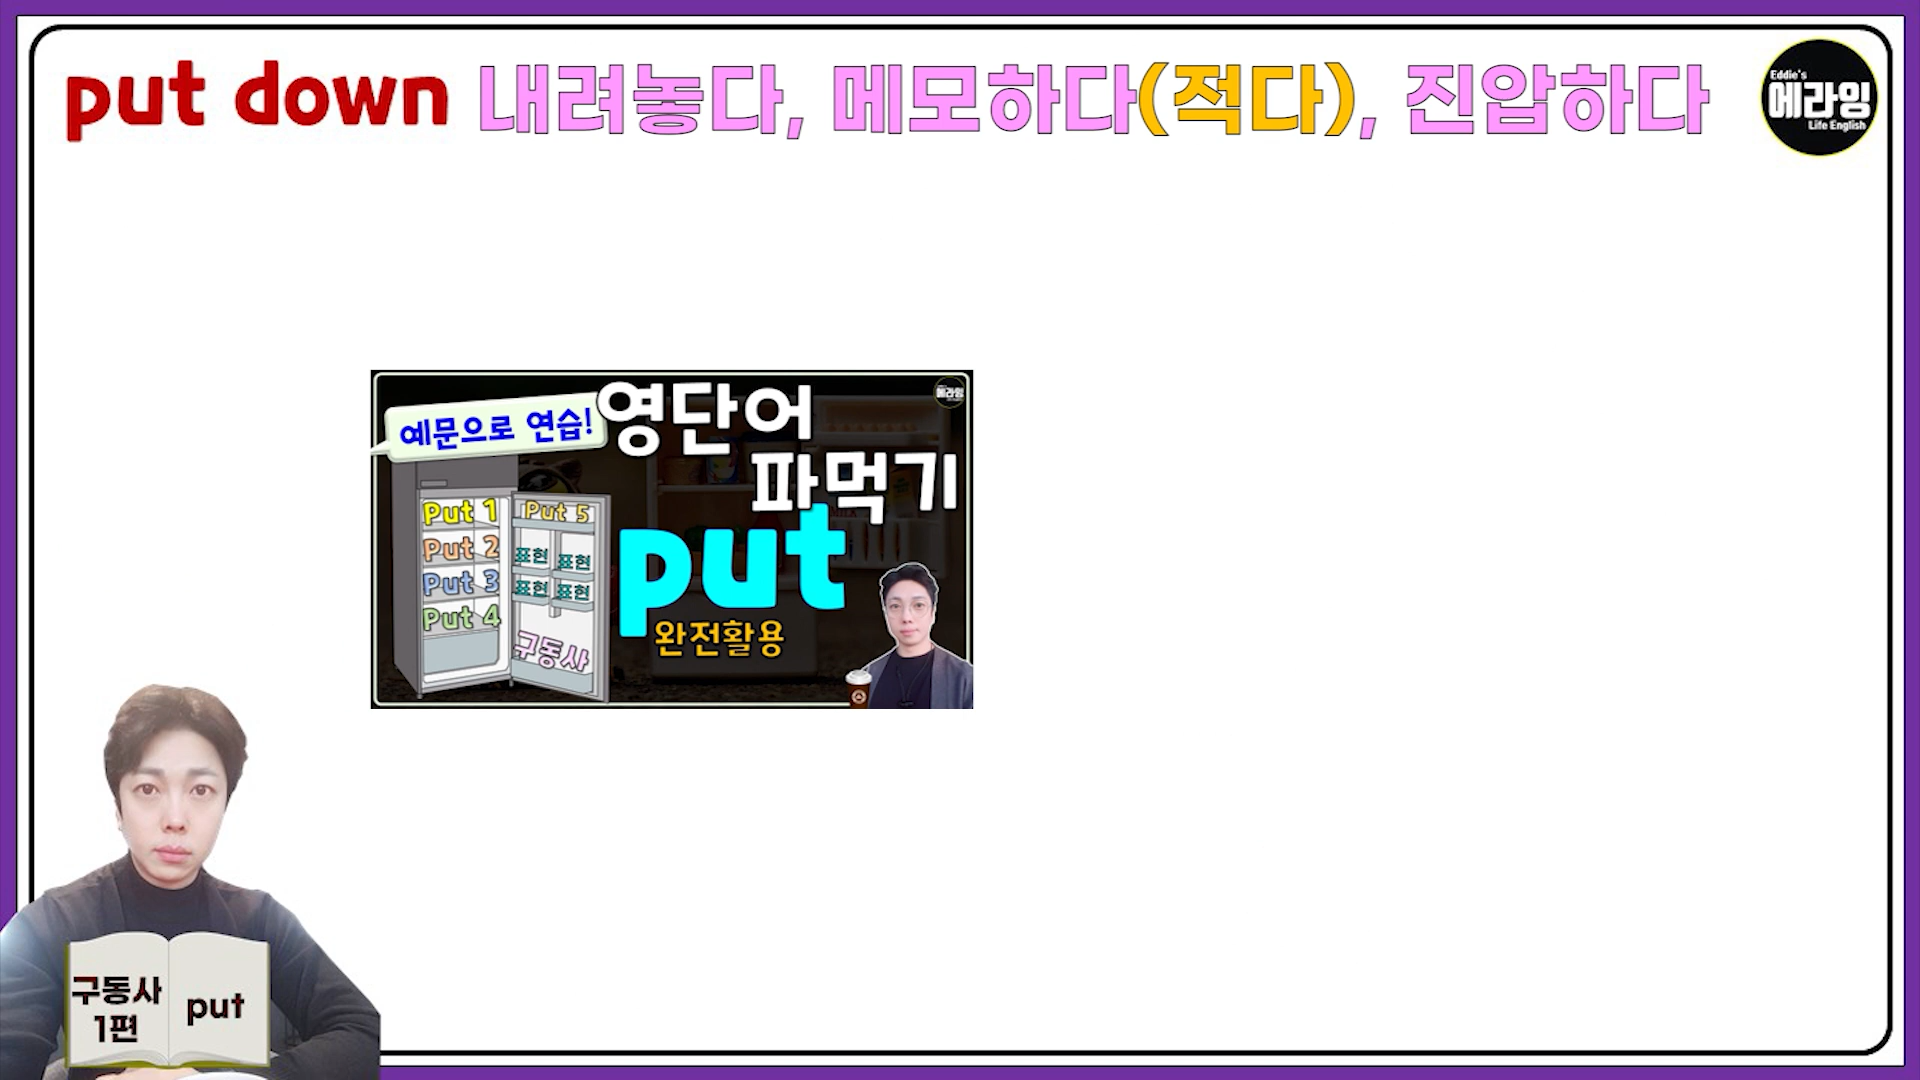 put down 내려놓다, 메모하다(적다), 진압하다
Eddie's
에라잉
Life English
예문으로 연습!
영단어
파먹기
에라잉
put
완전활용
Put 1
Put 2
Put 3
Put 4
Put 5
표현 표현
표현 표현
구동사
구동사
1편
put